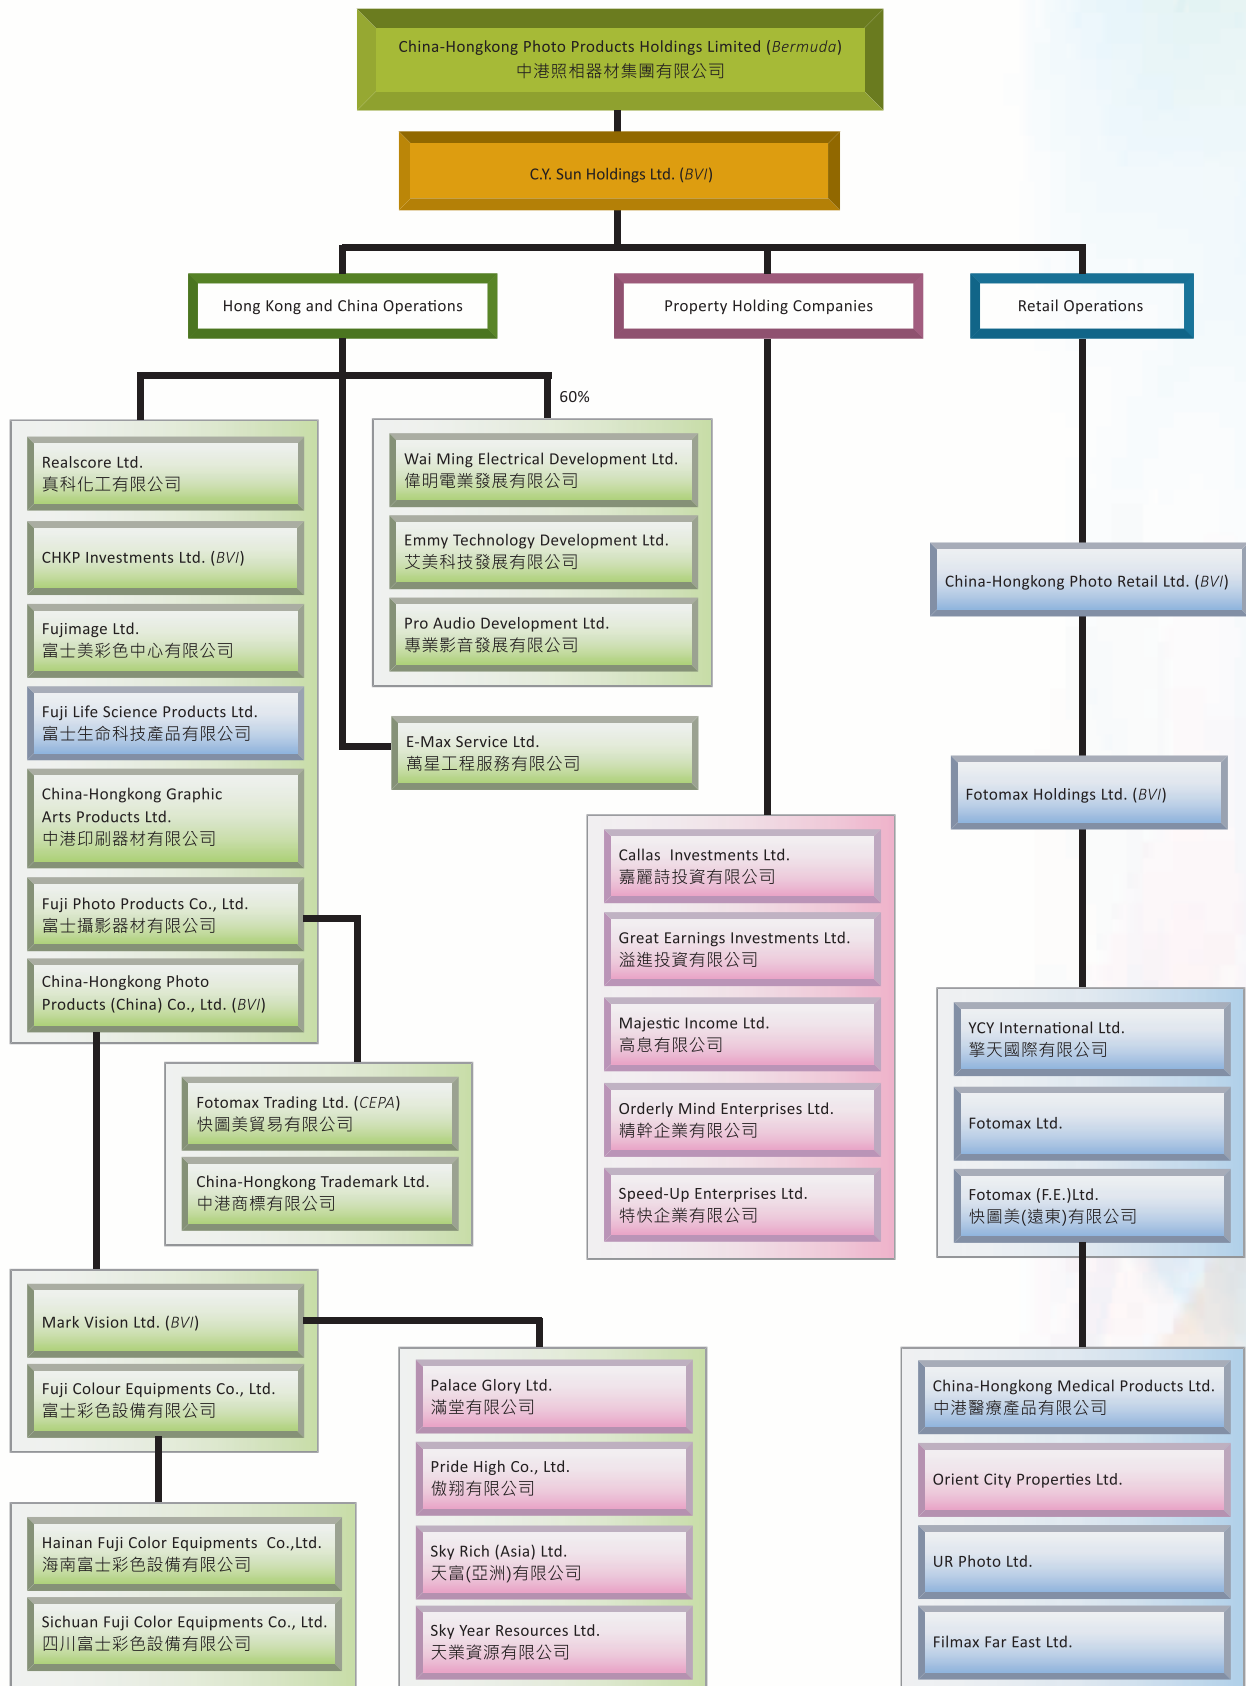 China-Hongkong Photo Products Holdings Limited (Bermuda)
中港照相器材集團有限公司
C.Y. Sun Holdings Ltd. (BVI)
Hong Kong and China Operations
Property Holding Companies
Retail Operations
60%
Realscore Ltd.
真科化工有限公司
CHKP Investments Ltd. (BVI)
Fujimage Ltd.
富士美彩色中心有限公司
Fuji Life Science Products Ltd.
富士生命科技產品有限公司
China-Hongkong Graphic
Arts Products Ltd.
中港印刷器材有限公司
Fuji Photo Products Co., Ltd.
富士攝影器材有限公司
China-Hongkong Photo
Products (China) Co., Ltd. (BVI)
Wai Ming Electrical Development Ltd.
偉明電業發展有限公司
Emmy Technology Development Ltd.
艾美科技發展有限公司
Pro Audio Development Ltd.
專業影音發展有限公司
E-Max Service Ltd.
萬星工程服務有限公司
Fotomax Trading Ltd. (CEPA)
快圖美貿易有限公司
China-Hongkong Trademark Ltd.
中港商標有限公司
Mark Vision Ltd. (BVI)
Fuji Colour Equipments Co., Ltd.
富士彩色設備有限公司
Hainan Fuji Color Equipments Co.,Ltd.
海南富士彩色設備有限公司
Sichuan Fuji Color Equipments Co., Ltd.
四川富士彩色設備有限公司
Palace Glory Ltd.
滿堂有限公司
Pride High Co., Ltd.
傲翔有限公司
Sky Rich (Asia) Ltd.
天富(亞洲)有限公司
Sky Year Resources Ltd.
天業資源有限公司
Callas Investments Ltd.
嘉麗詩投資有限公司
Great Earnings Investments Ltd.
溢進投資有限公司
Majestic Income Ltd.
高息有限公司
Orderly Mind Enterprises Ltd.
精幹企業有限公司
Speed-Up Enterprises Ltd.
特快企業有限公司
China-Hongkong Photo Retail Ltd. (BVI)
Fotomax Holdings Ltd. (BVI)
YCY International Ltd.
擎天國際有限公司
Fotomax Ltd.
Fotomax (F.E.)Ltd.
快圖美(遠東)有限公司
China-Hongkong Medical Products Ltd.
中港醫療產品有限公司
Orient City Properties Ltd.
UR Photo Ltd.
Filmax Far East Ltd.